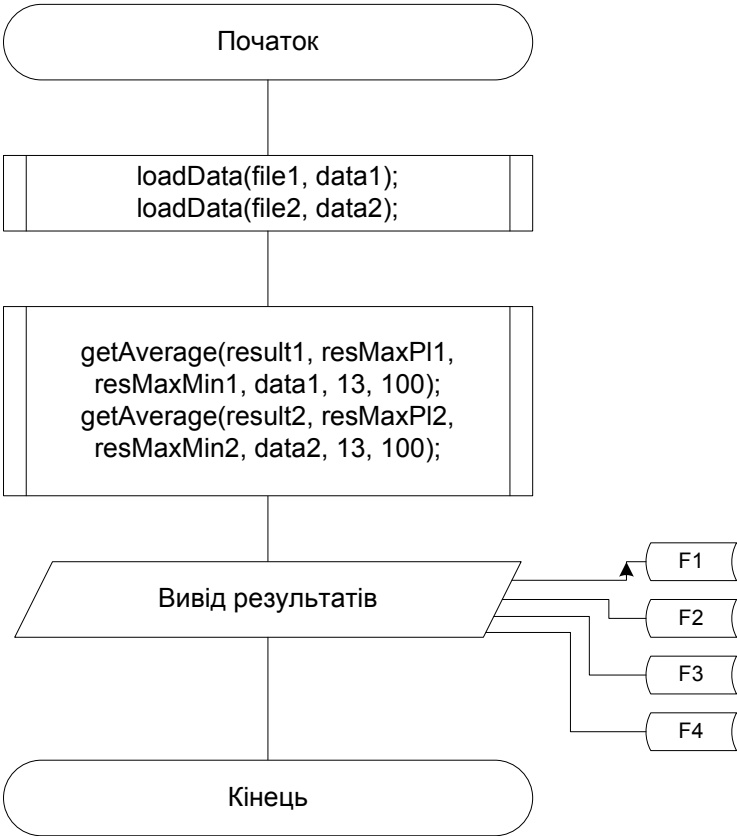 Початок
loadData(file1, data1);
loadData(file2, data2);
getAverage(result1, resMaxPl1,
resMaxMin1, data1, 13, 100);
getAverage(result2, resMaxPl2,
resMaxMin2, data2, 13, 100);
Вивід результатів
F1
F2
F3
F4
Кінець